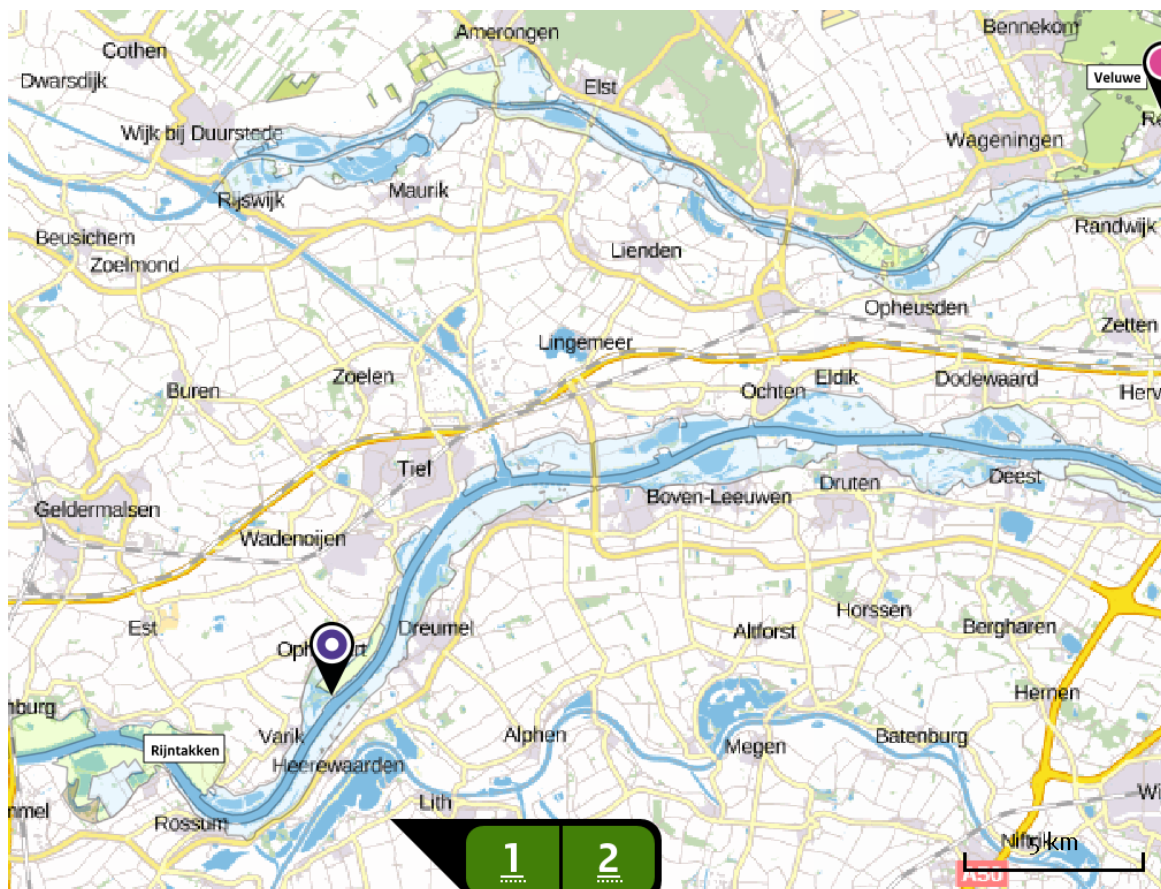 Amerongen
Bennekom
Cothen
Veluwe
Dwarsdijk
Elst
Wijk bij Duurstede
Wageningen
Maurik
Rijswijk
Randwijk
Beusichem
Lienden
Zoelmond
Opheusden
Zetten
Lingemeer
Zoelen
Eldik
Dodewaard
Buren
Ochten
Tiel
Deest
Druten
Boven-Leeuwen
Geldermalsen
Wadenoijen
Horssen
Est
Dreumel
Altforst
Bergharen
Hernen
Varik
Alphen
Batenburg
Rijntakken
Megen
Heerewaarden
Lith
Rossum
1 2
5 km
A50